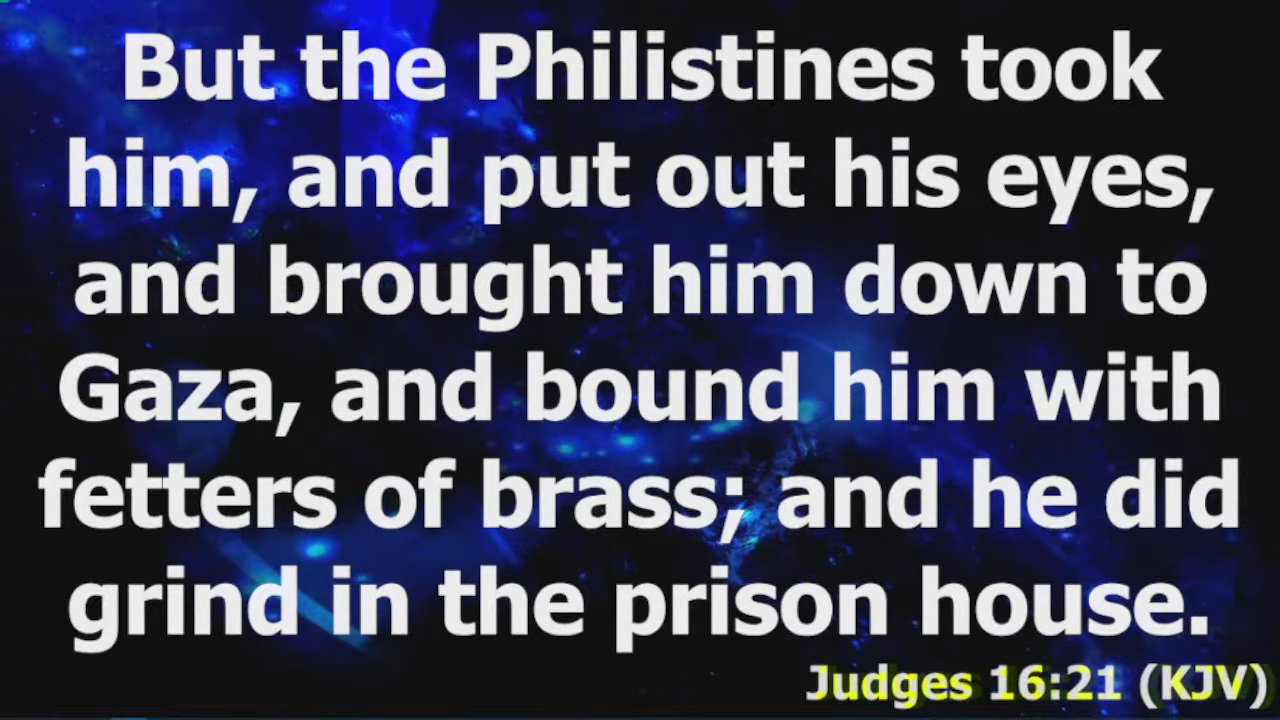 But the Philistines took
him, and put out his eyes,
and brought him down to
Gaza, and bound him with
fetters of brass; and he did
grind in the prison house.
Judges 16:21 (KJV)